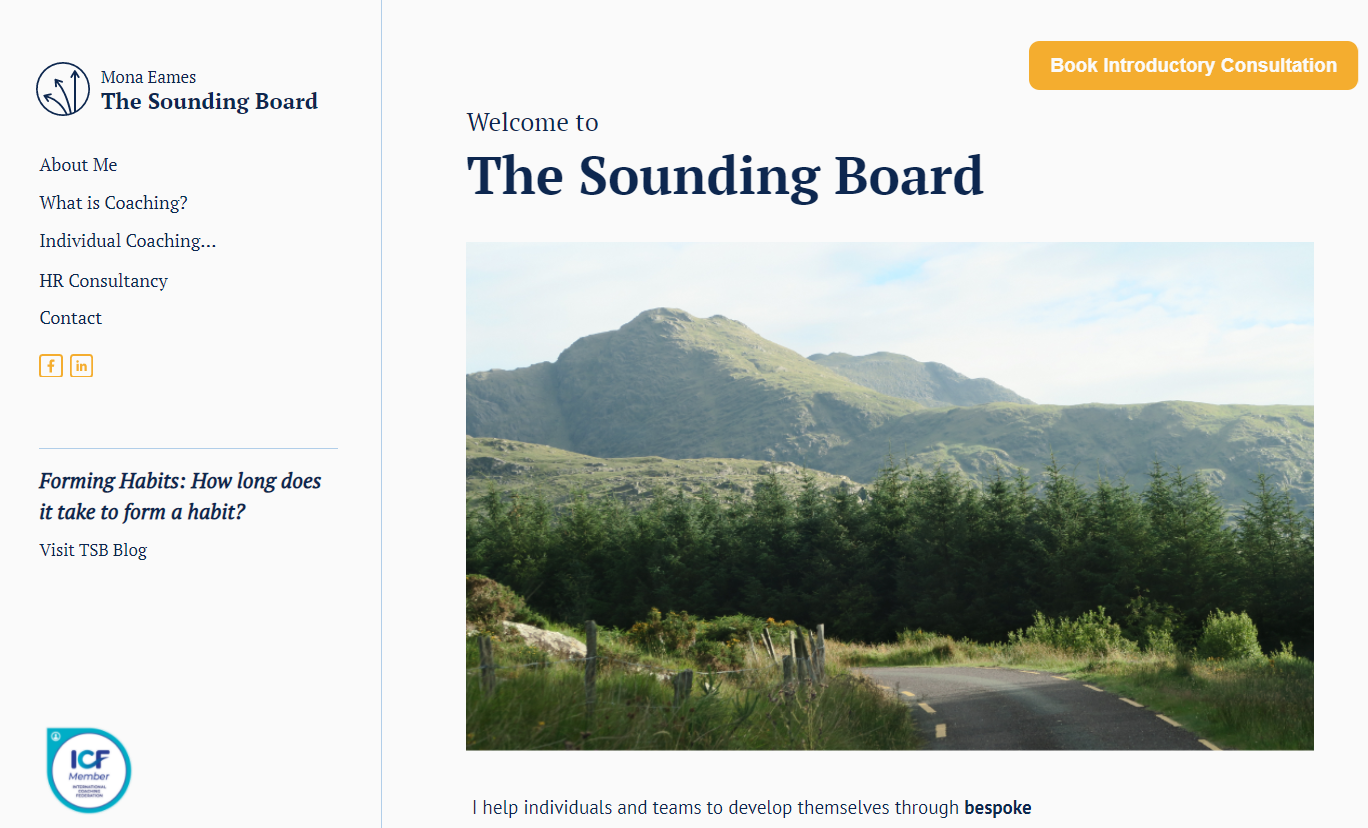 Mona Eames
The Sounding Board
About Me
What is Coaching?
Individual Coaching...
HR Consultancy
Contact
f
in
Forming Habits: How long does
it take to form a habit?
Visit TSB Blog
ICF
Member
INTERNATIONAL
COACHING
FEDERATION
Book Introductory Consultation
Welcome to
The Sounding Board
I help individuals and teams to develop themselves through bespoke